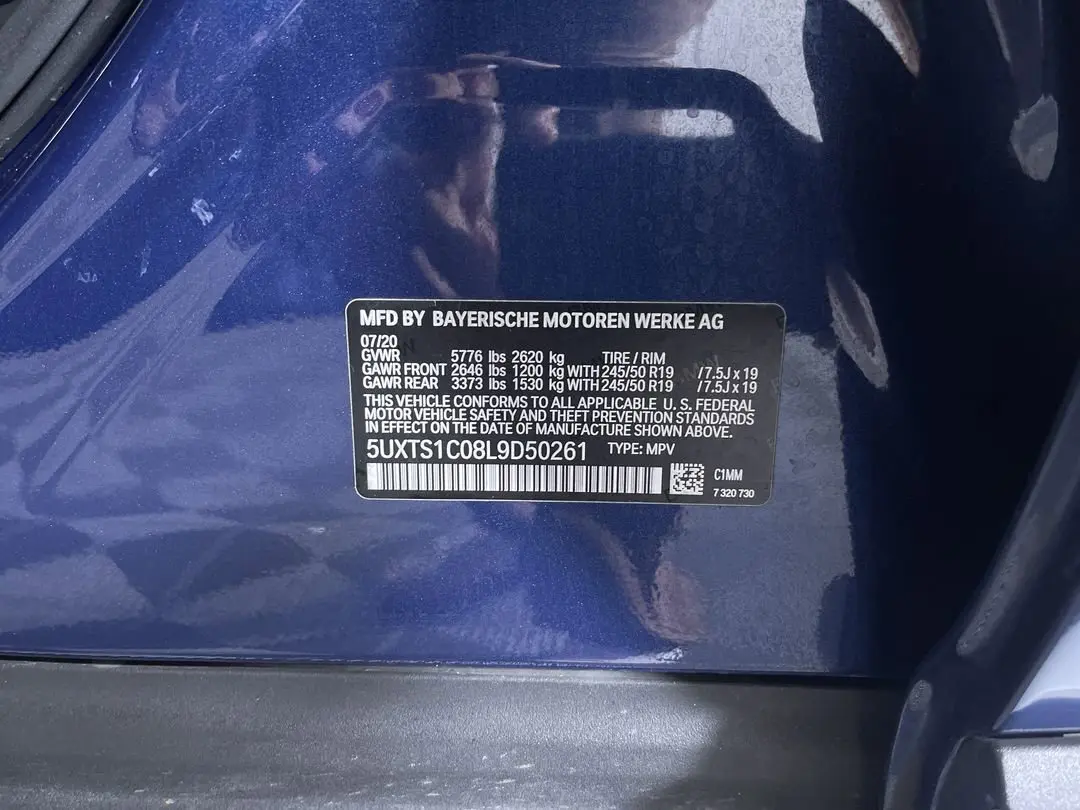 MFD BY BAYERISCHE MOTOREN WERKE AG
07/20
GVWR 5776 lbs 2620 kg TIRE / RIM
GAWR FRONT 2646 lbs 1200 kg WITH 245/50 R19 / 7.5J x 19
GAWR REAR 3373 lbs 1530 kg WITH 245/50 R19 / 7.5J x 19
THIS VEHICLE CONFORMS TO ALL APPLICABLE U. S. FEDERAL
MOTOR VEHICLE SAFETY AND THEFT PREVENTION STANDARDS
IN EFFECT ON THE DATE OF MANUFACTURE SHOWN ABOVE.
5UXTS1C08L9D50261 TYPE: MPV
C1MM
7 320 730